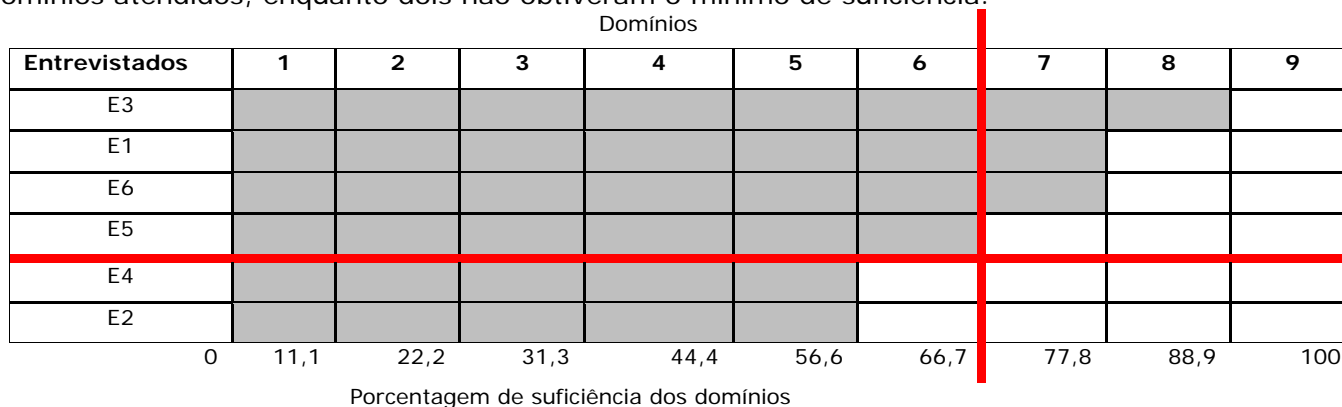 omínios atendidos, enquanto dois não obtiveram o mínimo de suficiência.
Domínios
Entrevistados 1 2 3 4 5 6 7 8 9
E3
E1
E6
E5
E4
E2
0 11,1 22,2 31,3 44,4 56,6 66,7 77,8 88,9 100
Porcentagem de suficiência dos domínios